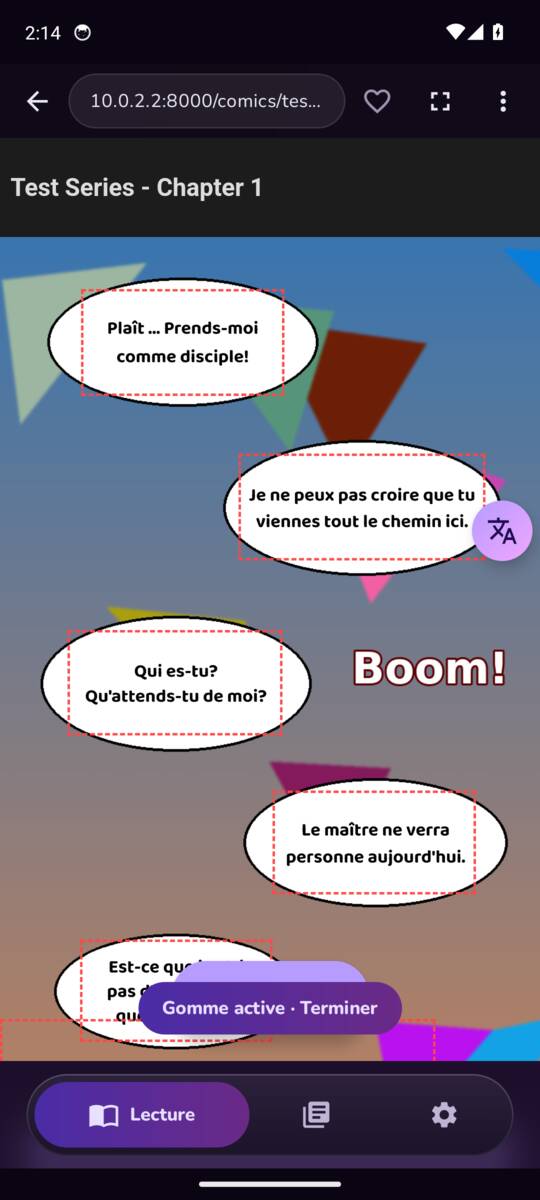 2:14
10.0.2.2:8000/comics/tes...
Test Series - Chapter 1
Plaît ... Prends-moi
comme disciple!
Je ne peux pas croire que tu
viennes tout le chemin ici.
Qui es-tu?
Qu'attends-tu de moi?
Boom!
Le maître ne verra
personne aujourd'hui.
Est-ce que
pas
Gomme active · Terminer
Lecture